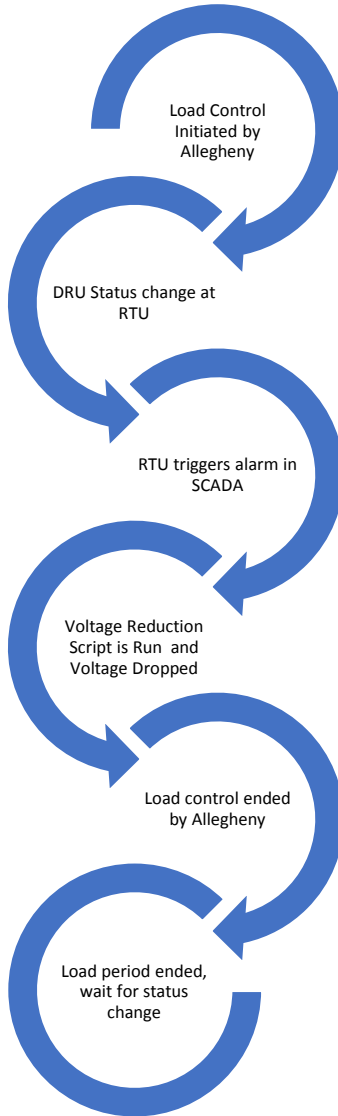 Load Control
Initiated by
Allegheny
DRU Status change at
RTU
RTU triggers alarm in
SCADA
Voltage Reduction
Script is Run and
Voltage Dropped
Load control ended
by Allegheny
Load period ended,
wait for status
change